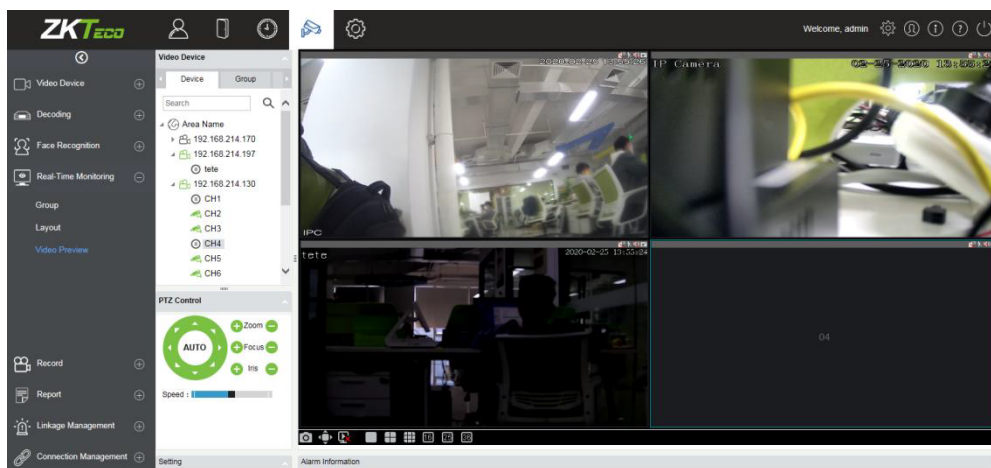 ZKTECO
Welcome, admin
Video Device
Decoding
Face Recognition
Real-Time Monitoring
Group
Layout
Video Preview
Record
Report
Linkage Management
Connection Management
Video Device
Device Group
Search
Area Name
192.168.214.170
192.168.214.197
tete
192.168.214.130
CH1
CH2
CH3
CH4
CH5
CH6
PTZ Control
AUTO
Zoom
Focus
Iris
Speed :
Setting
IPC
IP Camera
tete
2020-02-25 13:55:24
04
Alarm Information